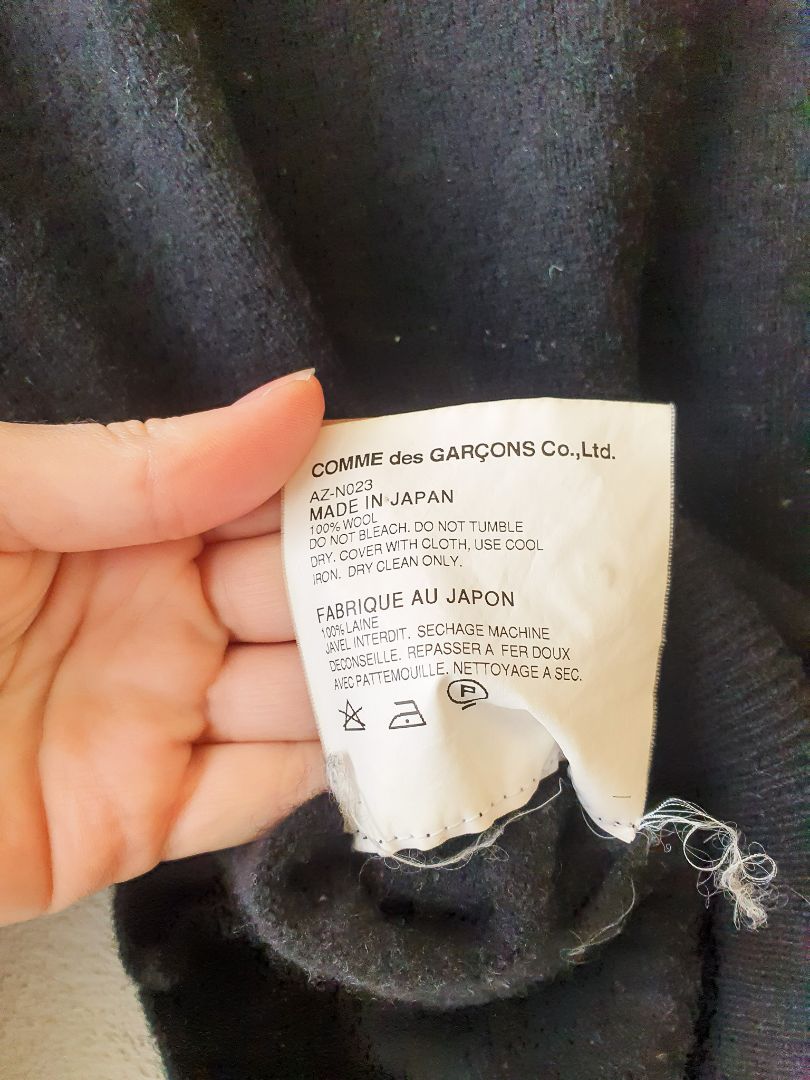 COMME des GARÇONS Co.,Ltd.
AZ-N023
MADE IN JAPAN
100% WOOL
DO NOT BLEACH. DO NOT TUMBLE
DRY. COVER WITH CLOTH, USE COOL
IRON. DRY CLEAN ONLY.
FABRIQUE AU JAPON
100% LAINE
JAVEL INTERDIT. SECHAGE MACHINE
DECONSEILLE. REPASSER A FER DOUX
AVEC PATTEMOUILLE. NETTOYAGE A SEC.
P